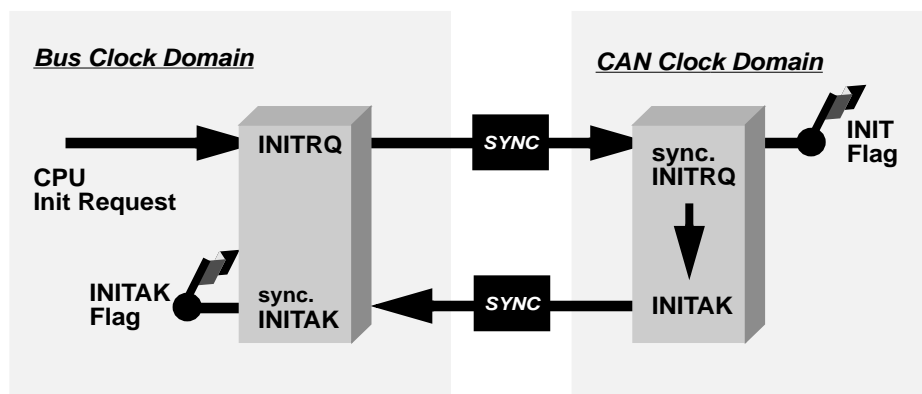 Bus Clock Domain
CAN Clock Domain
INITRQ
SYNC
sync.
INITRQ
INIT
Flag
CPU
Init Request
INITAK
Flag
sync.
INITAK
SYNC
INITAK